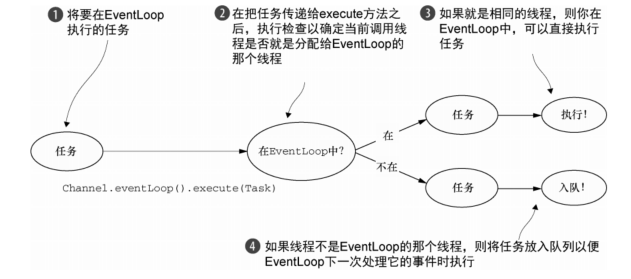 ❶ 将要在EventLoop
执行的任务
❷ 在把任务传递给execute方法之
后，执行检查以确定当前调用线
程是否就是分配给EventLoop的
那个线程
❸ 如果就是相同的线程，则你在
EventLoop中，可以直接执行
任务
任务
Channel.eventLoop().execute(Task)
在EventLoop中？
在
任务
执行！
不在
任务
入队！
❹ 如果线程不是EventLoop的那个线程，则将任务放入队列以便
EventLoop下一次处理它的事件时执行